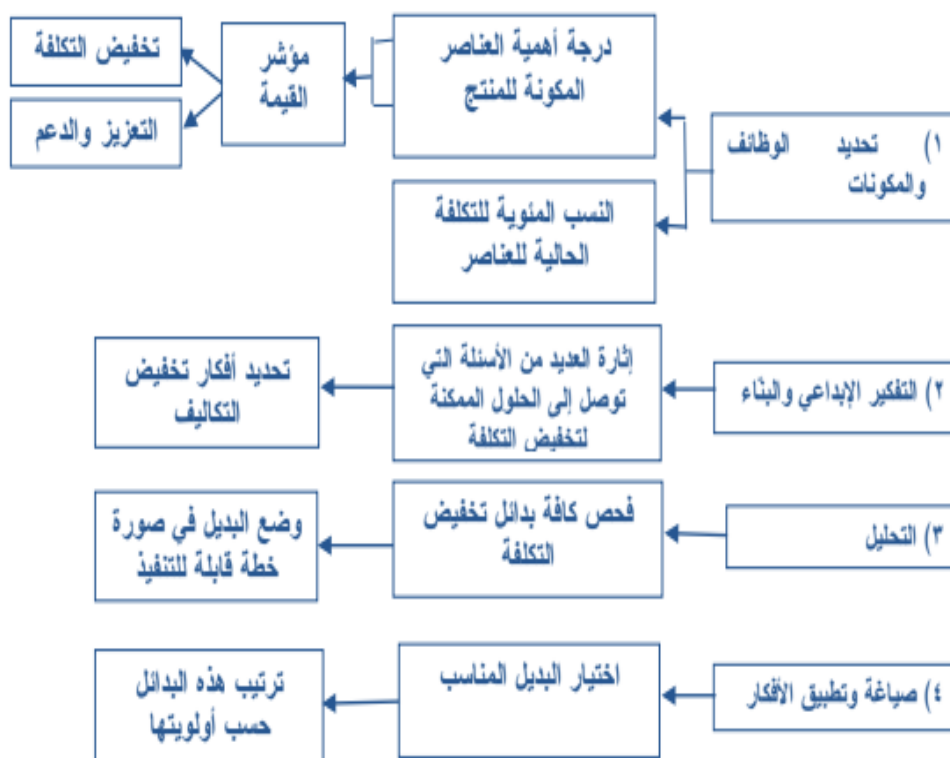 ١) تحديد الوظائف
والمكونات
درجة أهمية العناصر
المكونة للمنتج
النسب المئوية للتكلفة
الحالية للعناصر
مؤشر
القيمة
تخفيض التكلفة
التعزيز والدعم
٢) التفكير الإبداعي والبنّاء
إثارة العديد من الأسئلة التي
توصل إلى الحلول الممكنة
لتخفيض التكلفة
تحديد أفكار تخفيض
التكاليف
٣) التحليل
فحص كافة بدائل تخفيض
التكلفة
وضع البديل في صورة
خطة قابلة للتنفيذ
٤) صياغة وتطبيق الأفكار
اختيار البديل المناسب
ترتيب هذه البدائل
حسب أولويتها